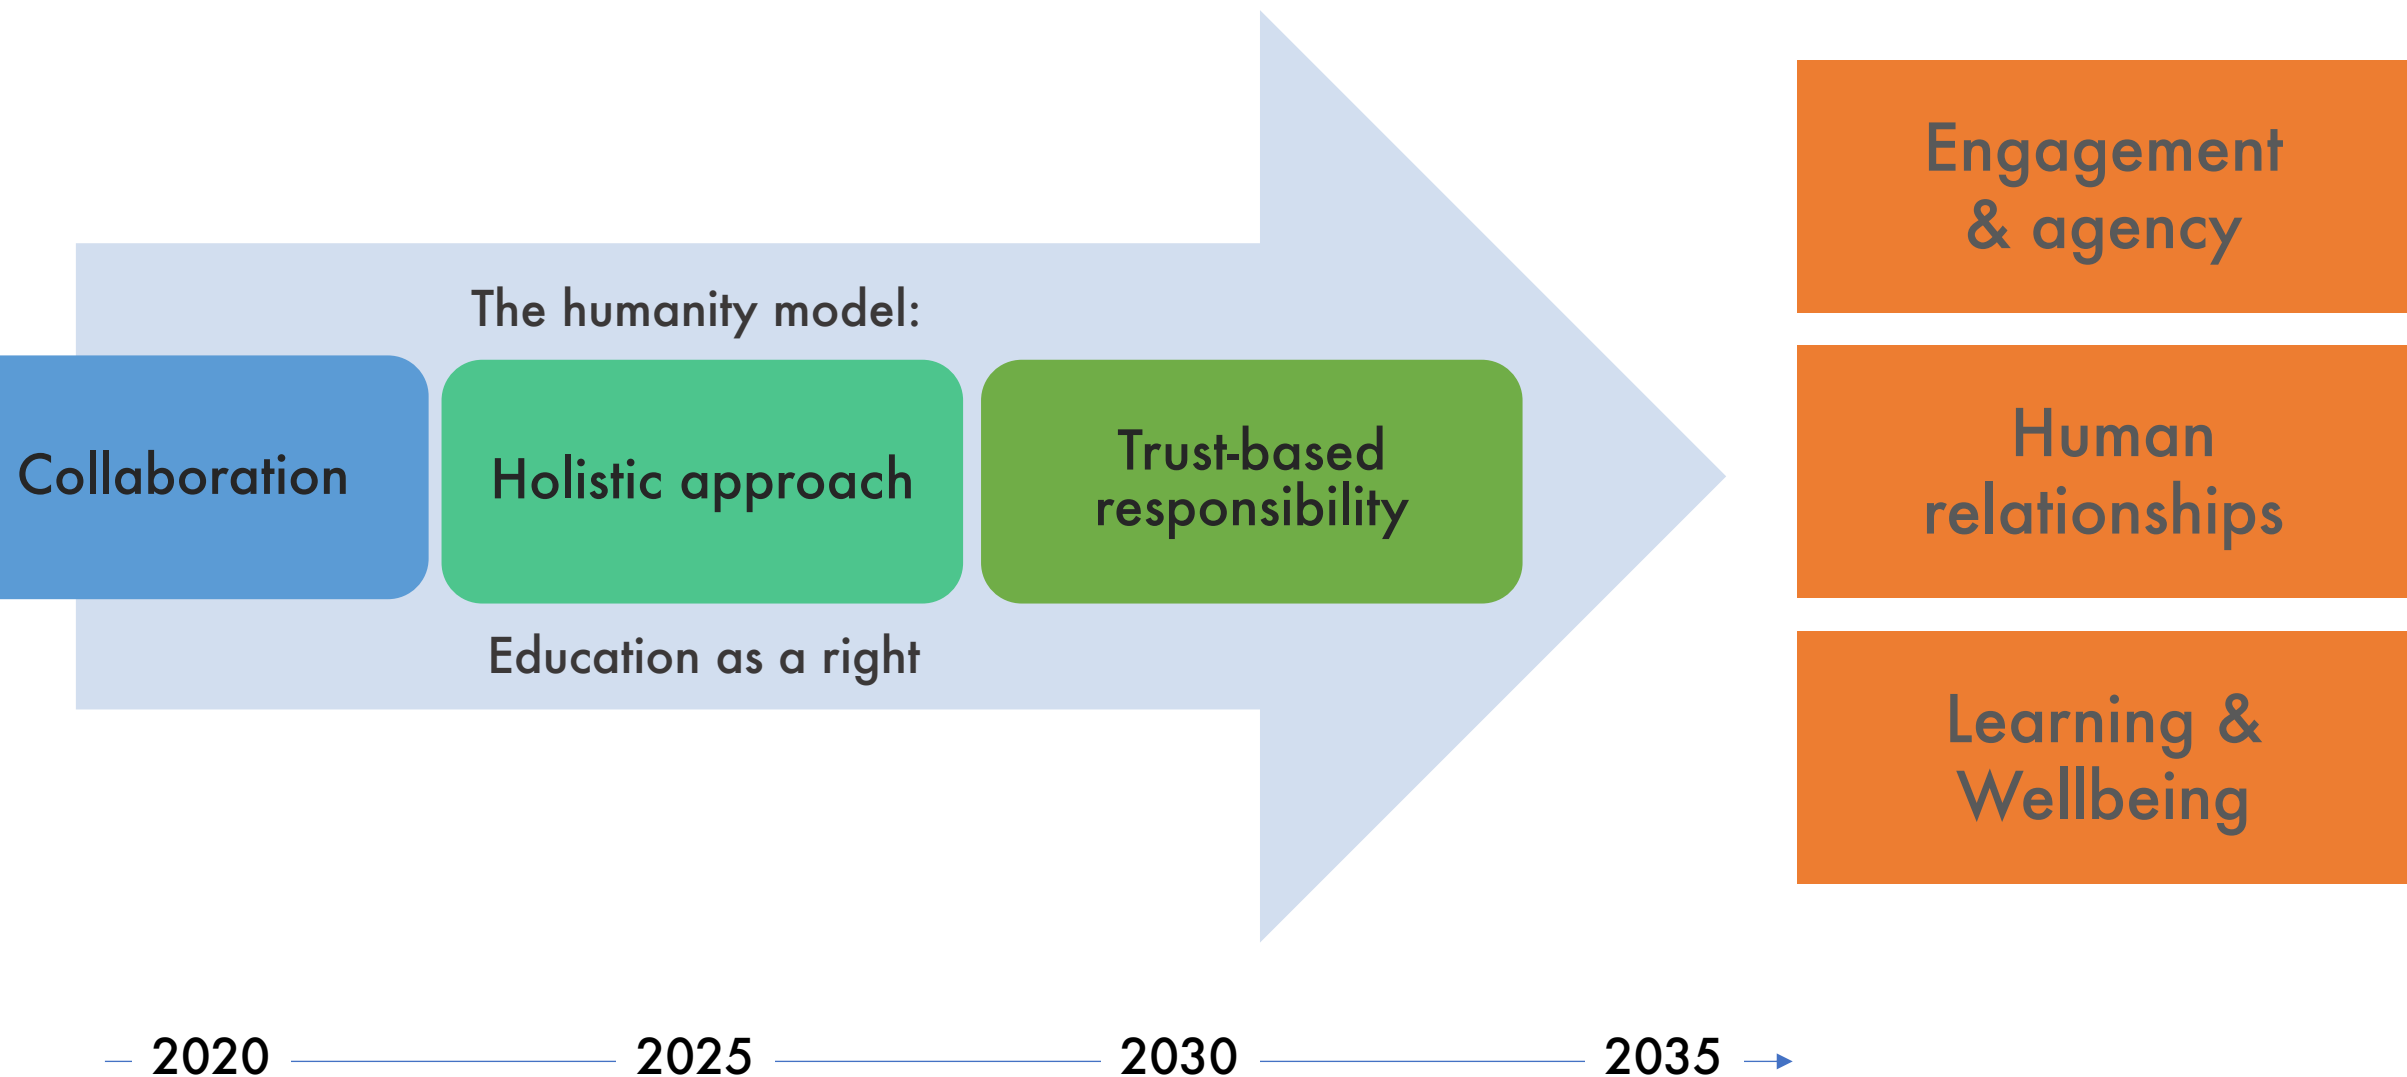 The humanity model:
Collaboration
Holistic approach
Trust-based
responsibility
Education as a right
Engagement
& agency
Human
relationships
Learning &
Wellbeing
2020
2025
2030
2035